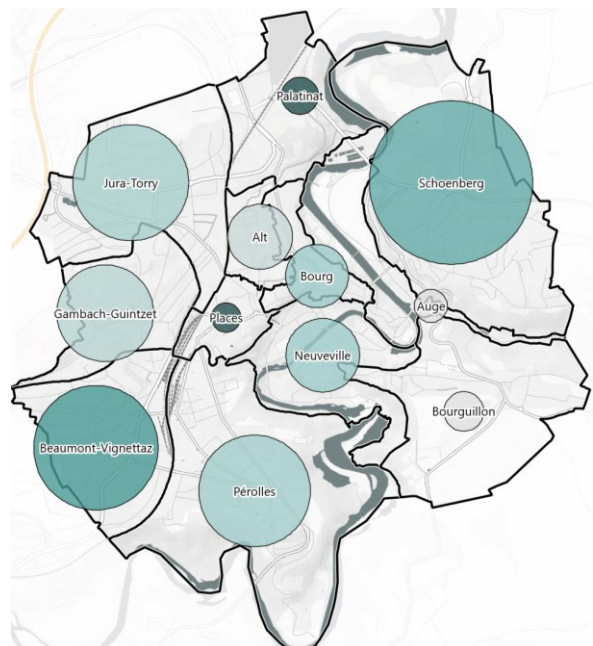 Palatinat
Jura-Torry
Schoenberg
Alt
Bourg
Auge
Gambach-Guintzet
Places
Neuveville
Bourguillon
Beaumont-Vignettaz
Pérolles